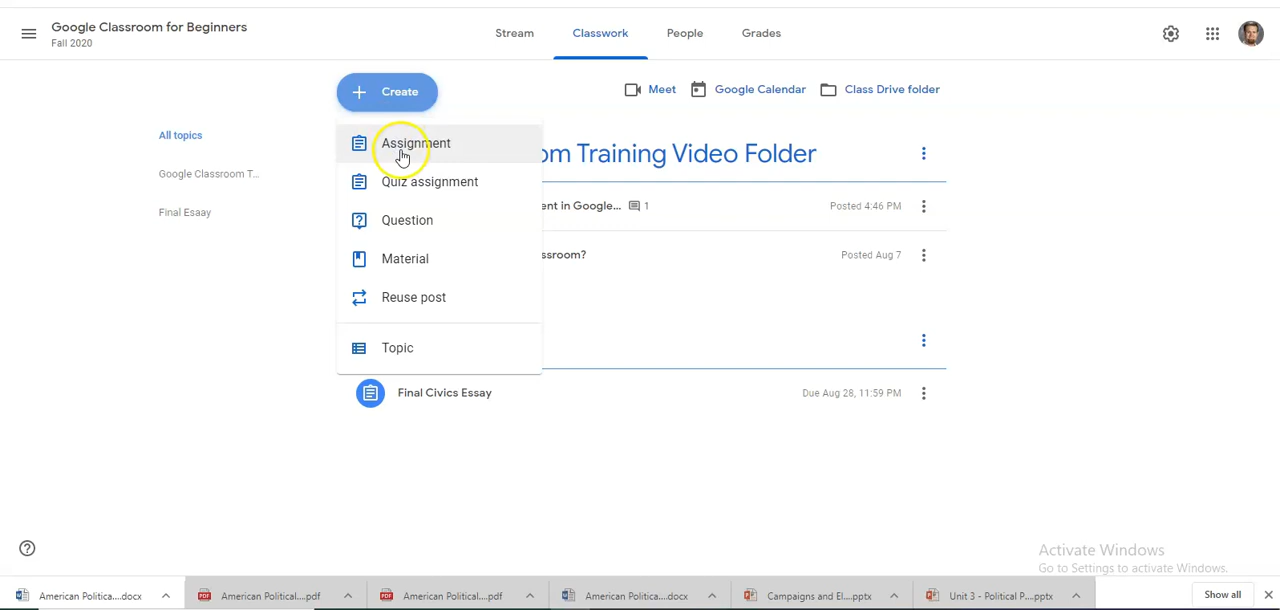 Google Classroom for Beginners
Fall 2020
Stream
Classwork
People
Grades
Create
Meet
Google Calendar
Class Drive folder
All topics
Google Classroom T...
Final Esaay
Assignment
Quiz assignment
Question
Material
Reuse post
Topic
om Training Video Folder
ent in Google... 1
Posted 4:46 PM
ssroom?
Posted Aug 7
Final Civics Essay
Due Aug 28, 11:59 PM
Activate Windows
Go to Settings to activate Windows.
American Politica....docx
American Political....pdf
American Political....pdf
American Politica....docx
Campaigns and El....pptx
Unit 3 - Political P....pptx
Show all